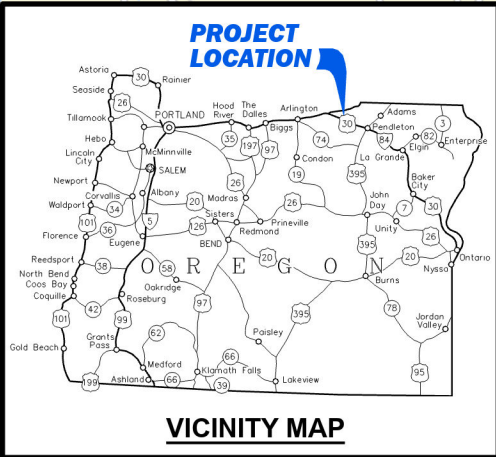 PROJECT
LOCATION
Astoria
30
Rainier
Seaside
26
Tillamook
PORTLAND
Hood
River
The
Dalles
Arlington
30
Adams
3
Biggs
Pendleton
82
Enterprise
Hebo
McMinnville
35
197
97
74
84
Elgin
Lincoln
City
SALEM
Condon
La Grande
26
19
395
Baker
City
Newport
Albany
Madras
Corvallis
20
26
John
Day
7
30
Waldport
34
Sisters
Prineville
101
5
126
Redmond
Unity
26
Florence
36
Eugene
BEND
395
20
Ontario
Reedsport
38
OREGON
58
20
Nyssa
North Bend
Coos Bay
Oakridge
Burns
Coquille
42
Roseburg
97
395
78
101
99
Jordan
Valley
Gold Beach
Grants
Pass
62
Paisley
Medford
66
95
199
Ashland
66
Klamath Falls
39
Lakeview
VICINITY MAP